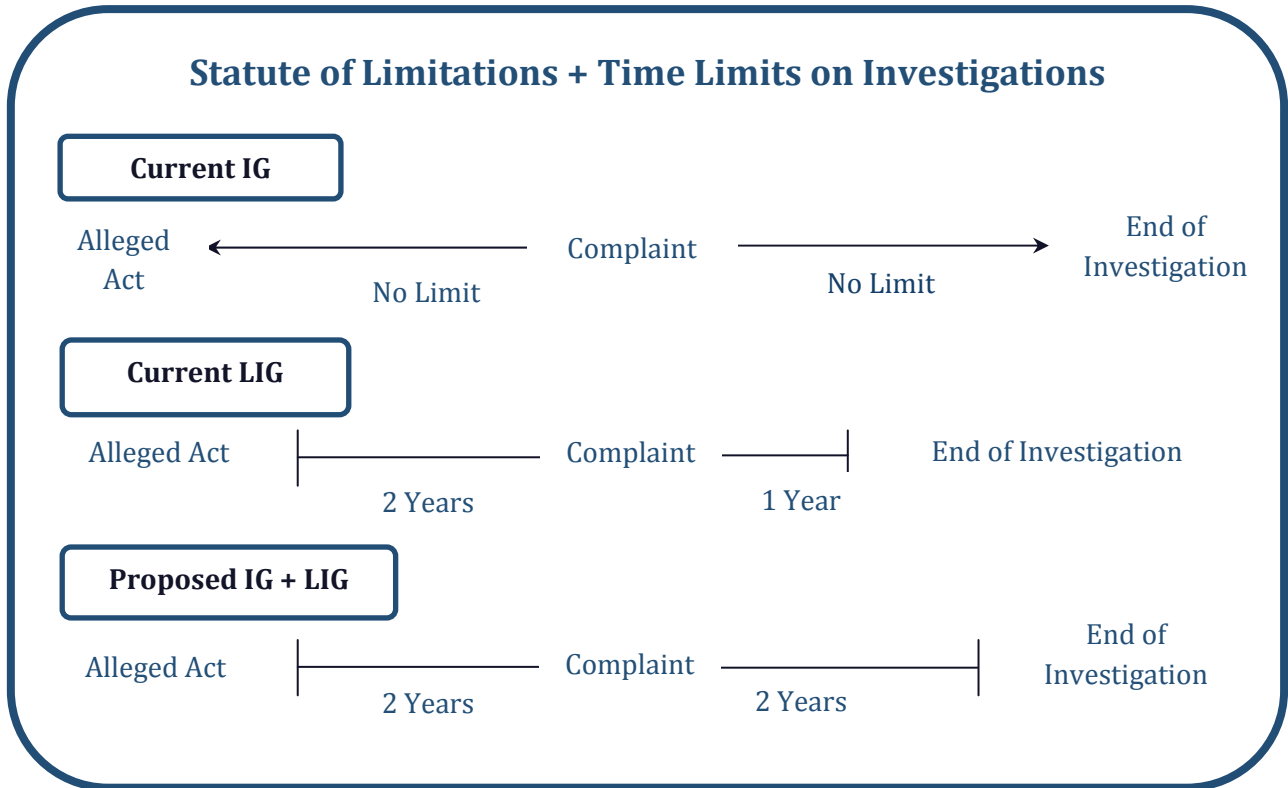 Statute of Limitations + Time Limits on Investigations
Current IG
Alleged
Act
No Limit
Complaint
No Limit
End of
Investigation
Current LIG
Alleged Act
2 Years
Complaint
1 Year
End of Investigation
Proposed IG + LIG
Alleged Act
2 Years
Complaint
2 Years
End of
Investigation